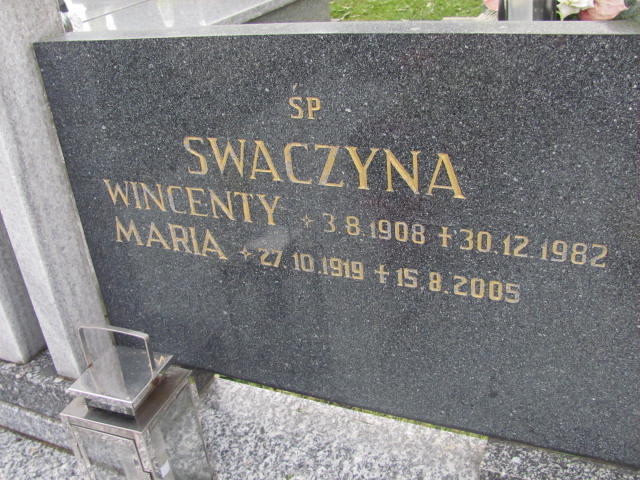 SP
SWACZYNA
WINCENTY + 3.8.1908 + 30.12.1982
MARIA + 27.10.1919 + 15.8.2005